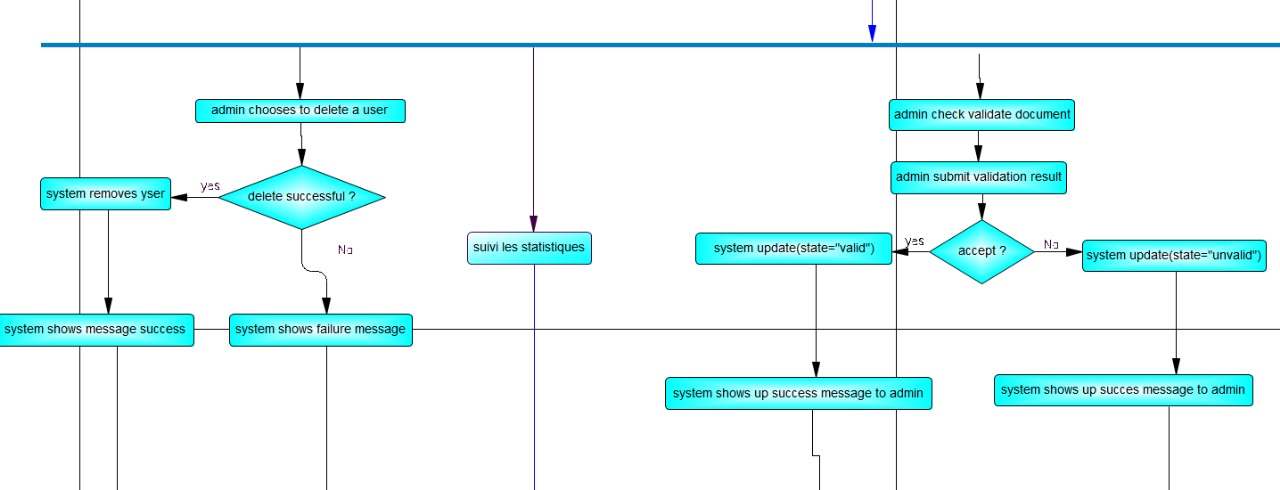 admin chooses to delete a user
admin check validate document
admin submit validation result
system removes yser
yes
delete successful ?
No
suivi les statistiques
system update(state="valid")
yes
accept ?
No
system update(state="unvalid")
system shows message success
system shows failure message
system shows up success message to admin
system shows up succes message to admin